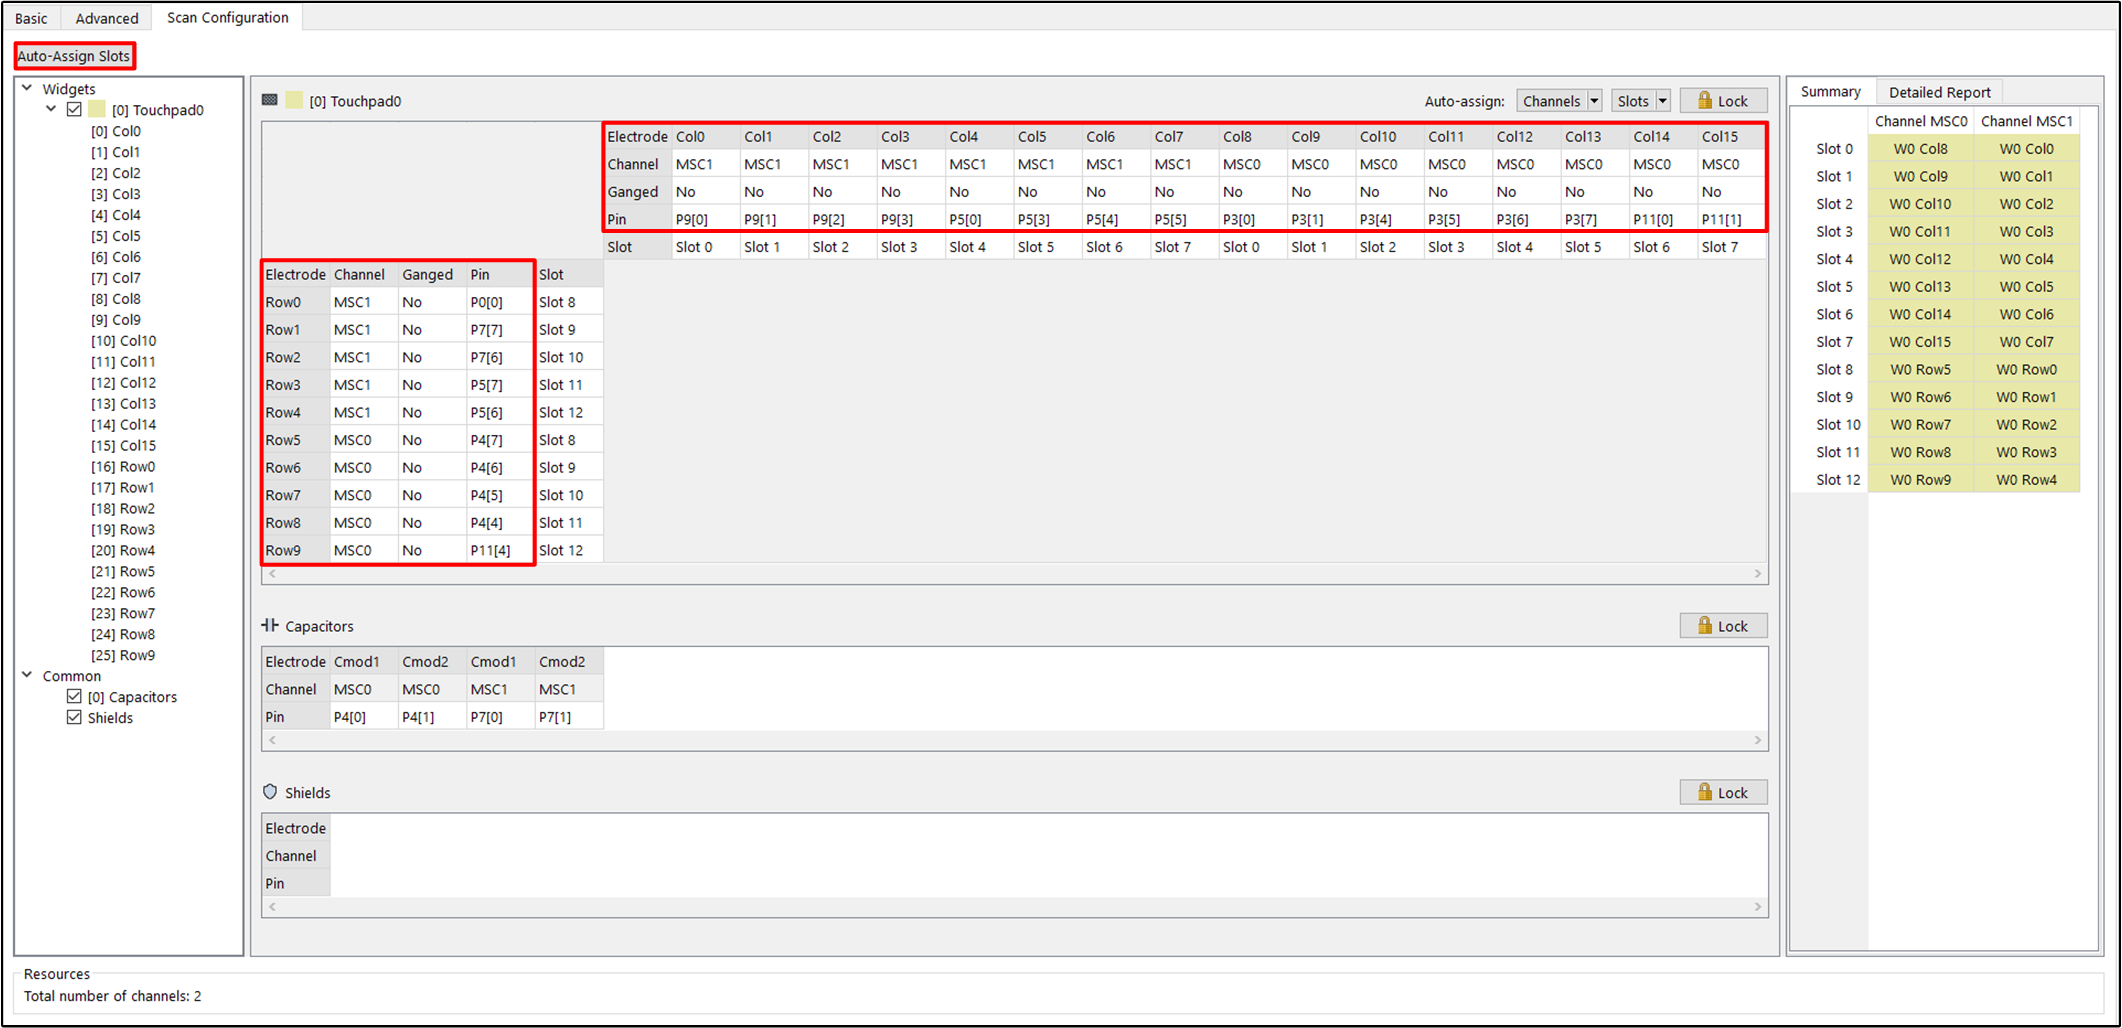 Basic Advanced Scan Configuration
Auto-Assign Slots
Widgets
[0] Touchpad0
[0] Col0
[1] Col1
[2] Col2
[3] Col3
[4] Col4
[5] Col5
[6] Col6
[7] Col7
[8] Col8
[9] Col9
[10] Col10
[11] Col11
[12] Col12
[13] Col13
[14] Col14
[15] Col15
[16] Row0
[17] Row1
[18] Row2
[19] Row3
[20] Row4
[21] Row5
[22] Row6
[23] Row7
[24] Row8
[25] Row9
Common
[0] Capacitors
Shields
[0] Touchpad0 Auto-assign: Channels Slots Lock
Electrode Col0 Col1 Col2 Col3 Col4 Col5 Col6 Col7 Col8 Col9 Col10 Col11 Col12 Col13 Col14 Col15
Channel MSC1 MSC1 MSC1 MSC1 MSC1 MSC1 MSC1 MSC1 MSC0 MSC0 MSC0 MSC0 MSC0 MSC0 MSC0 MSC0
Ganged No No No No No No No No No No No No No No No No
Pin P9[0] P9[1] P9[2] P9[3] P5[0] P5[3] P5[4] P5[5] P3[0] P3[1] P3[4] P3[5] P3[6] P3[7] P11[0] P11[1]
Slot Slot 0 Slot 1 Slot 2 Slot 3 Slot 4 Slot 5 Slot 6 Slot 7 Slot 0 Slot 1 Slot 2 Slot 3 Slot 4 Slot 5 Slot 6 Slot 7
Electrode Channel Ganged Pin Slot
Row0 MSC1 No P0[0] Slot 8
Row1 MSC1 No P7[7] Slot 9
Row2 MSC1 No P7[6] Slot 10
Row3 MSC1 No P5[7] Slot 11
Row4 MSC1 No P5[6] Slot 12
Row5 MSC0 No P4[7] Slot 8
Row6 MSC0 No P4[6] Slot 9
Row7 MSC0 No P4[5] Slot 10
Row8 MSC0 No P4[4] Slot 11
Row9 MSC0 No P11[4] Slot 12
Capacitors Lock
Electrode Cmod1 Cmod2 Cmod1 Cmod2
Channel MSC0 MSC0 MSC1 MSC1
Pin P4[0] P4[1] P7[0] P7[1]
Shields Lock
Electrode
Channel
Pin
Summary Detailed Report
Channel MSC0 Channel MSC1
Slot 0 W0 Col8 W0 Col0
Slot 1 W0 Col9 W0 Col1
Slot 2 W0 Col10 W0 Col2
Slot 3 W0 Col11 W0 Col3
Slot 4 W0 Col12 W0 Col4
Slot 5 W0 Col13 W0 Col5
Slot 6 W0 Col14 W0 Col6
Slot 7 W0 Col15 W0 Col7
Slot 8 W0 Row5 W0 Row0
Slot 9 W0 Row6 W0 Row1
Slot 10 W0 Row7 W0 Row2
Slot 11 W0 Row8 W0 Row3
Slot 12 W0 Row9 W0 Row4
Resources
Total number of channels: 2